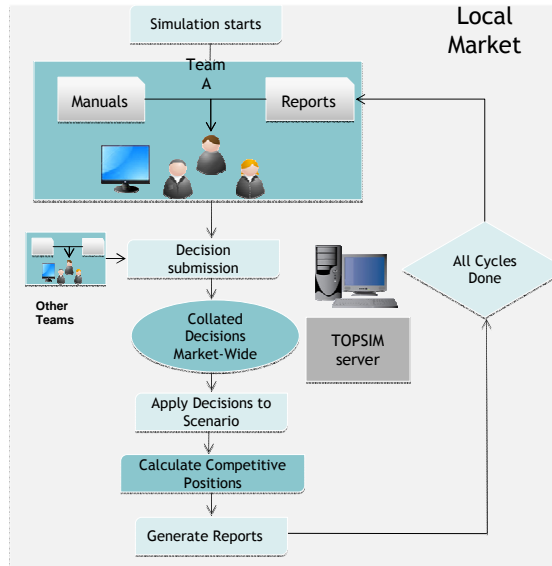 Local
Market
Simulation starts
Team
A
Manuals
Reports
Decision
submission
Other
Teams
All Cycles
Done
Collated
Decisions
Market-Wide
TOPSIM
server
Apply Decisions to
Scenario
Calculate Competitive
Positions
Generate Reports